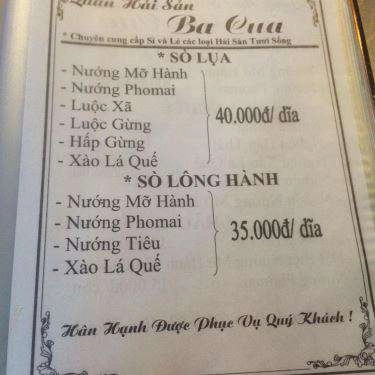 Quán Hải Sản
Ba Cua
* Chuyên cung cấp Sỉ và Lẻ các loại Hải Sản Tươi Sống
* SÒ LỤA
- Nướng Mỡ Hành
- Nướng Phomai
- Luộc Xã
- Luộc Gừng
- Hấp Gừng
- Xào Lá Quế
40.000đ/ dĩa
* SÒ LÔNG HÀNH
- Nướng Mỡ Hành
- Nướng Phomai
- Nướng Tiêu
- Xào Lá Quế
35.000đ/ dĩa
Hân Hạnh Được Phục Vụ Quý Khách !